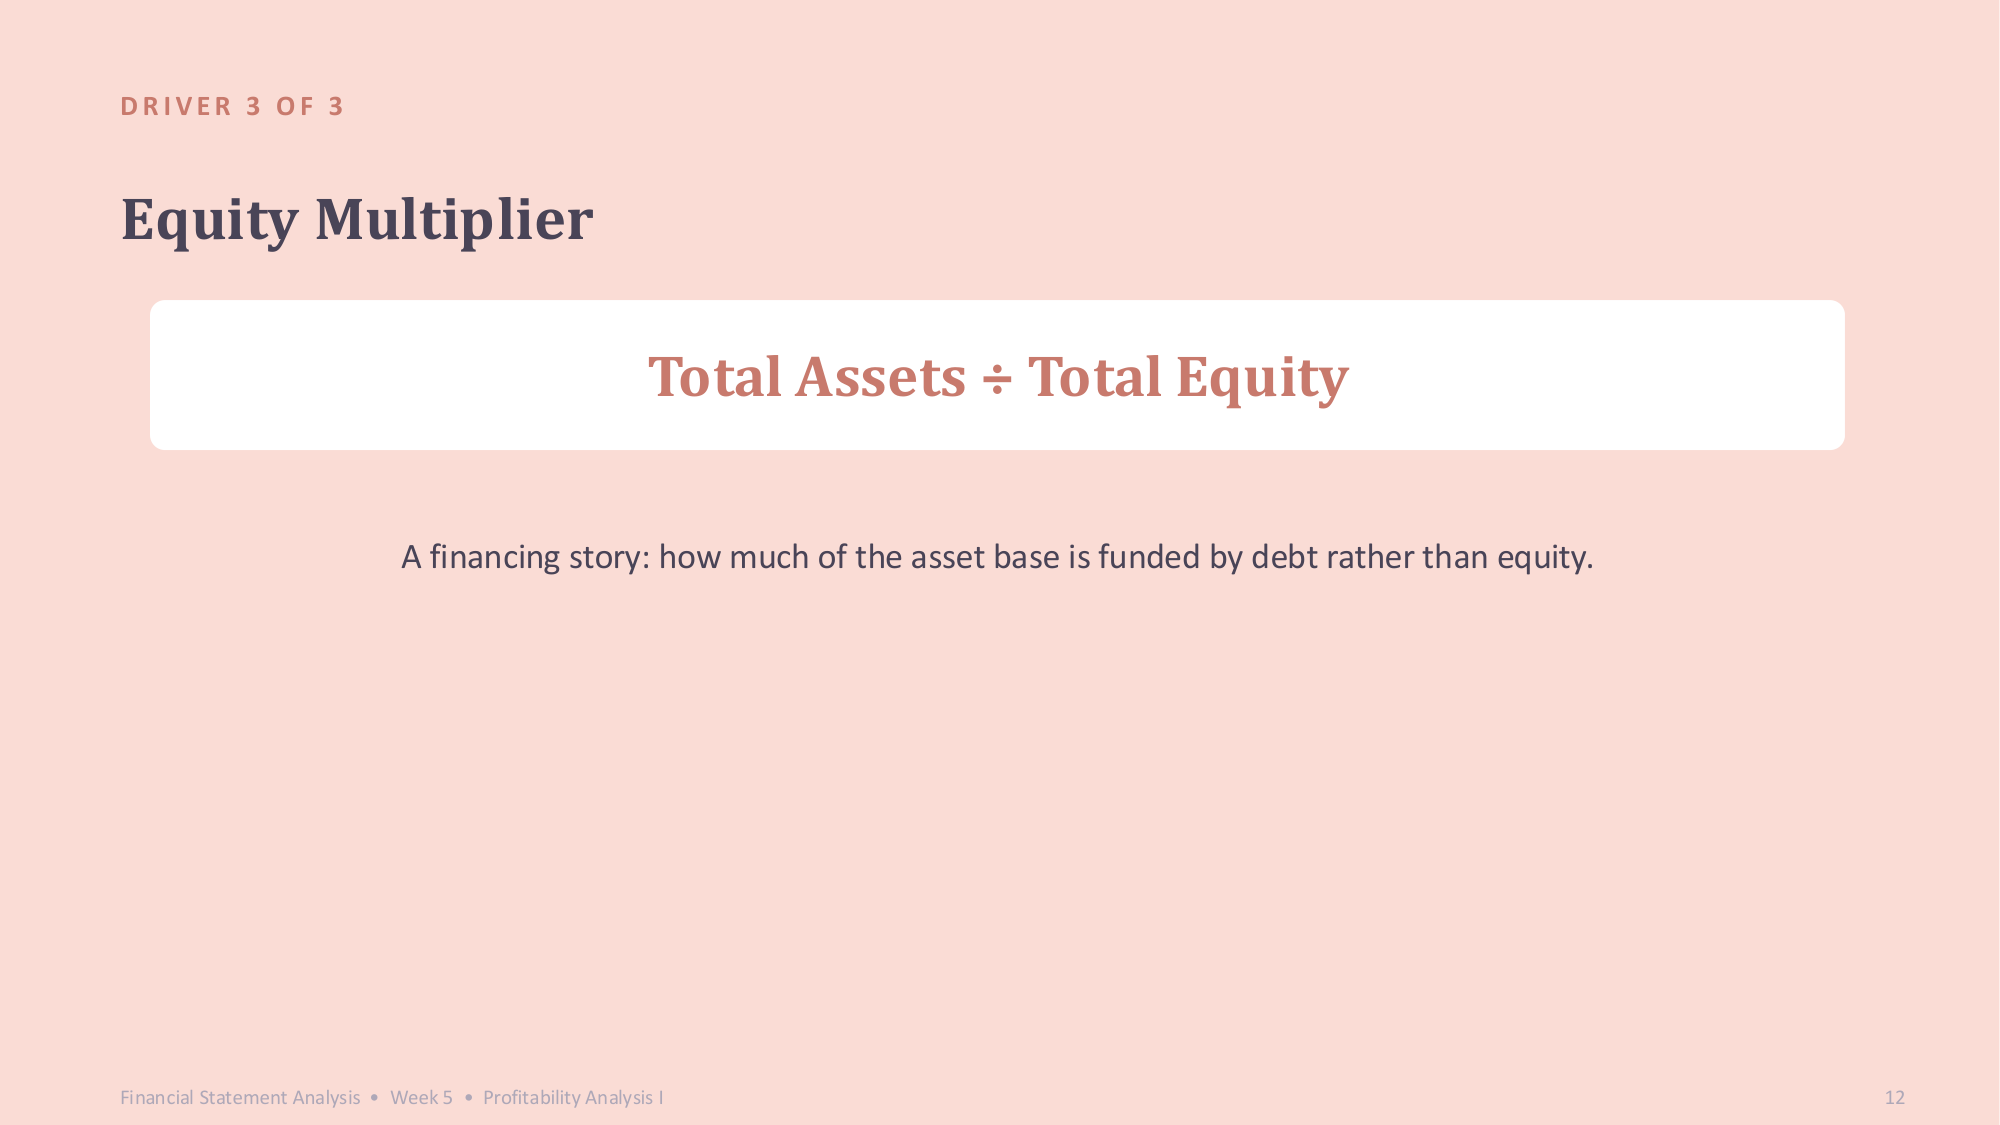 DRIVER 3 OF 3
Equity Multiplier
Total Assets ÷ Total Equity
A financing story: how much of the asset base is funded by debt rather than equity.
Financial Statement Analysis • Week 5 • Profitability Analysis I
12